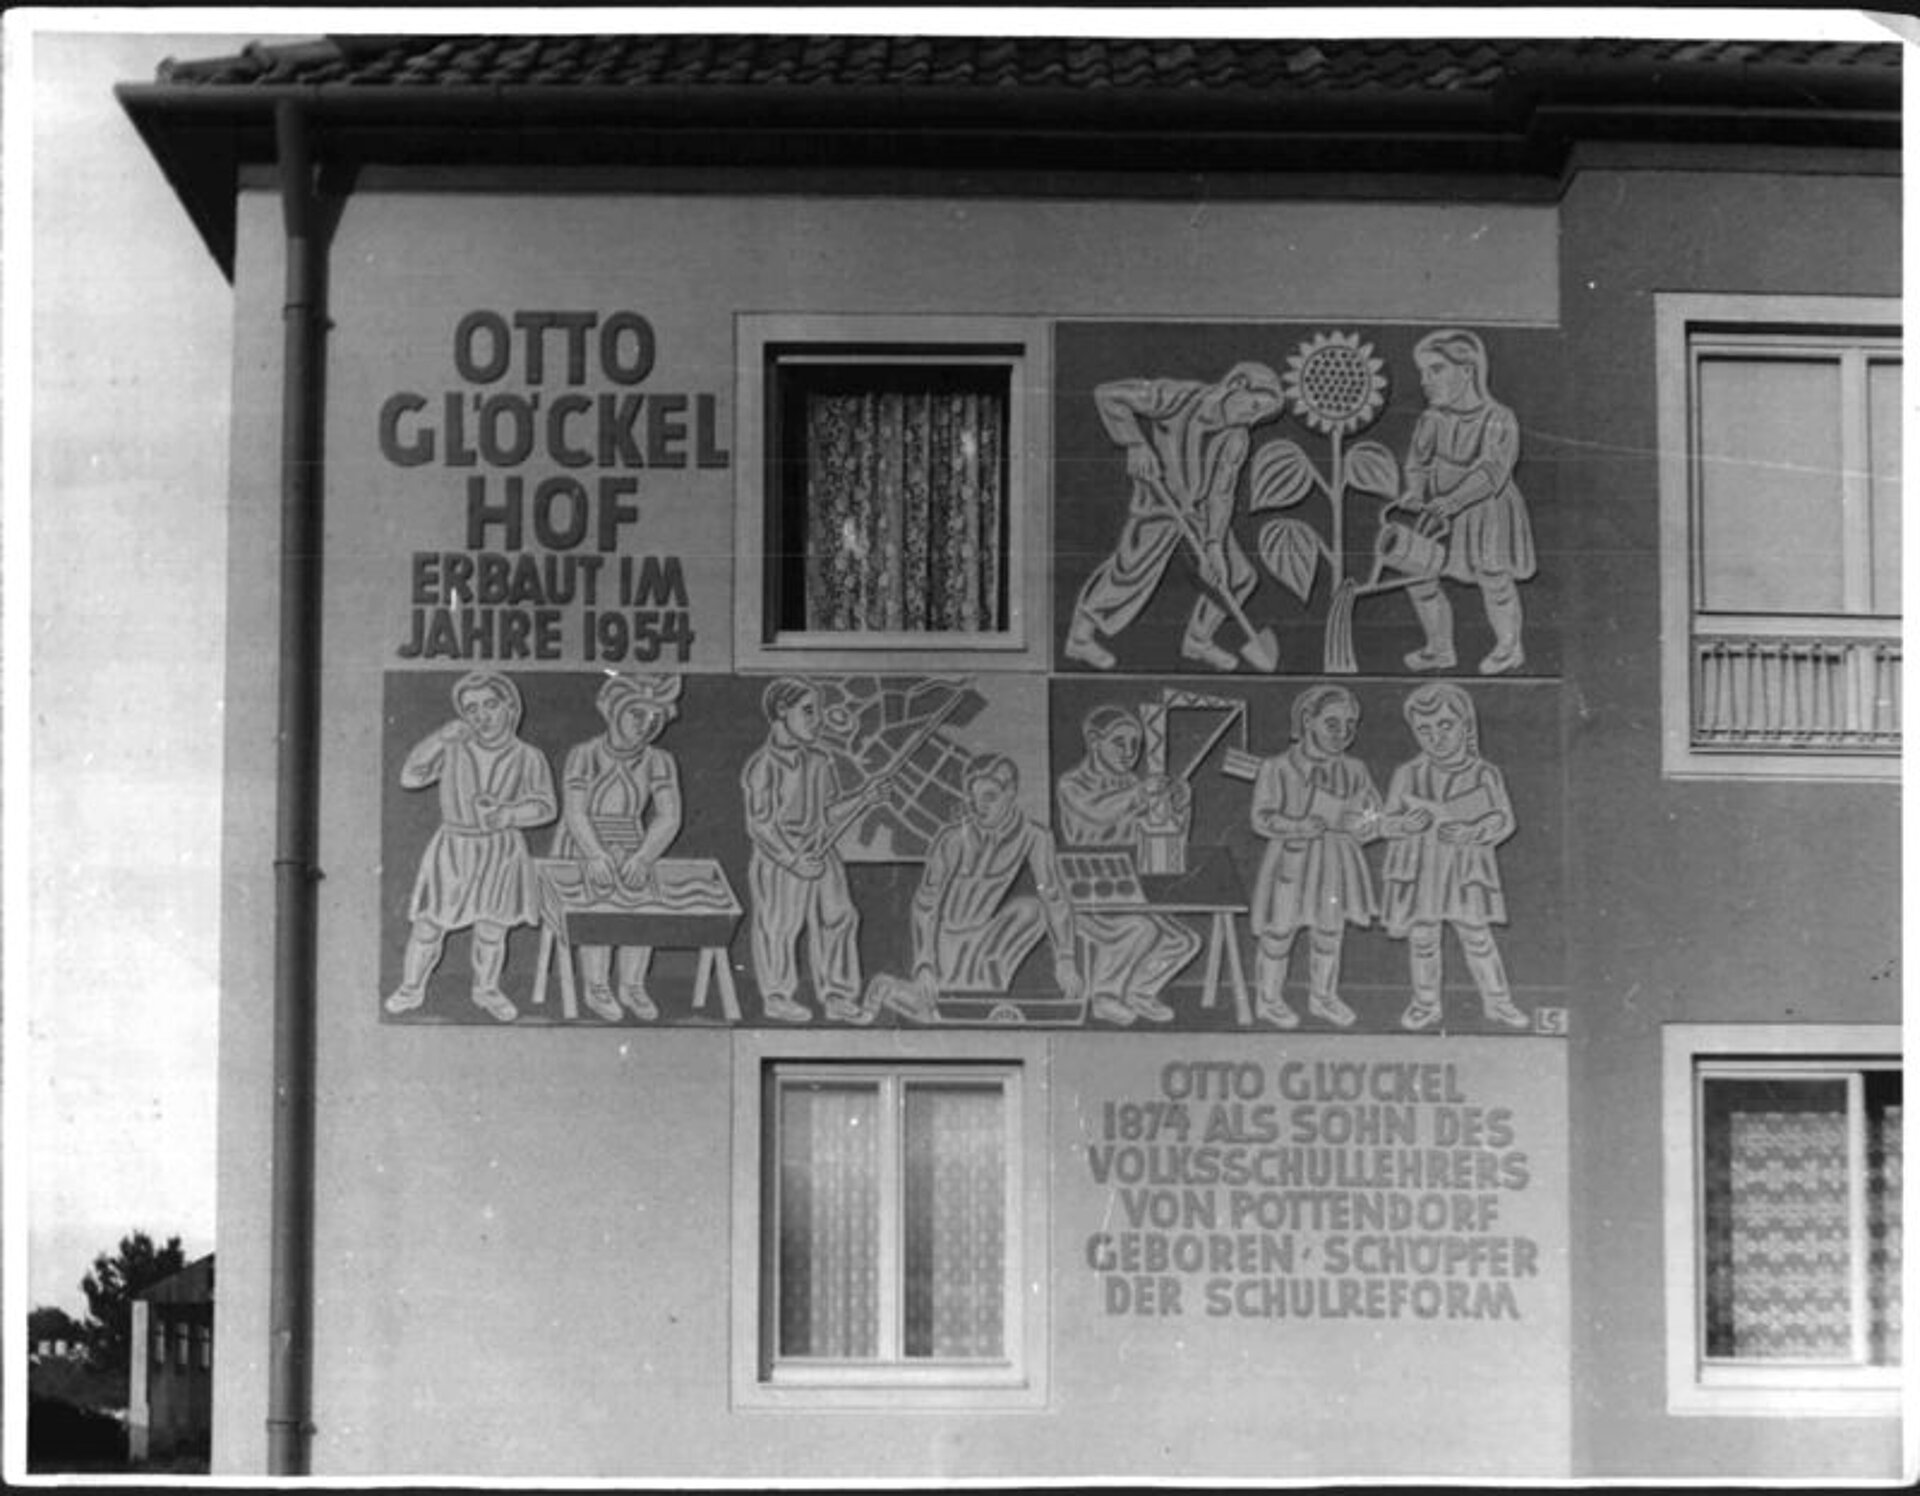 OTTO
GLÖCKEL
HOF
ERBAUT IM
JAHRE 1954
LS
OTTO GLÖCKEL
1874 ALS SOHN DES
VOLKSSCHULLEHRERS
VON POTTENDORF
GEBOREN · SCHÖPFER
DER SCHULREFORM